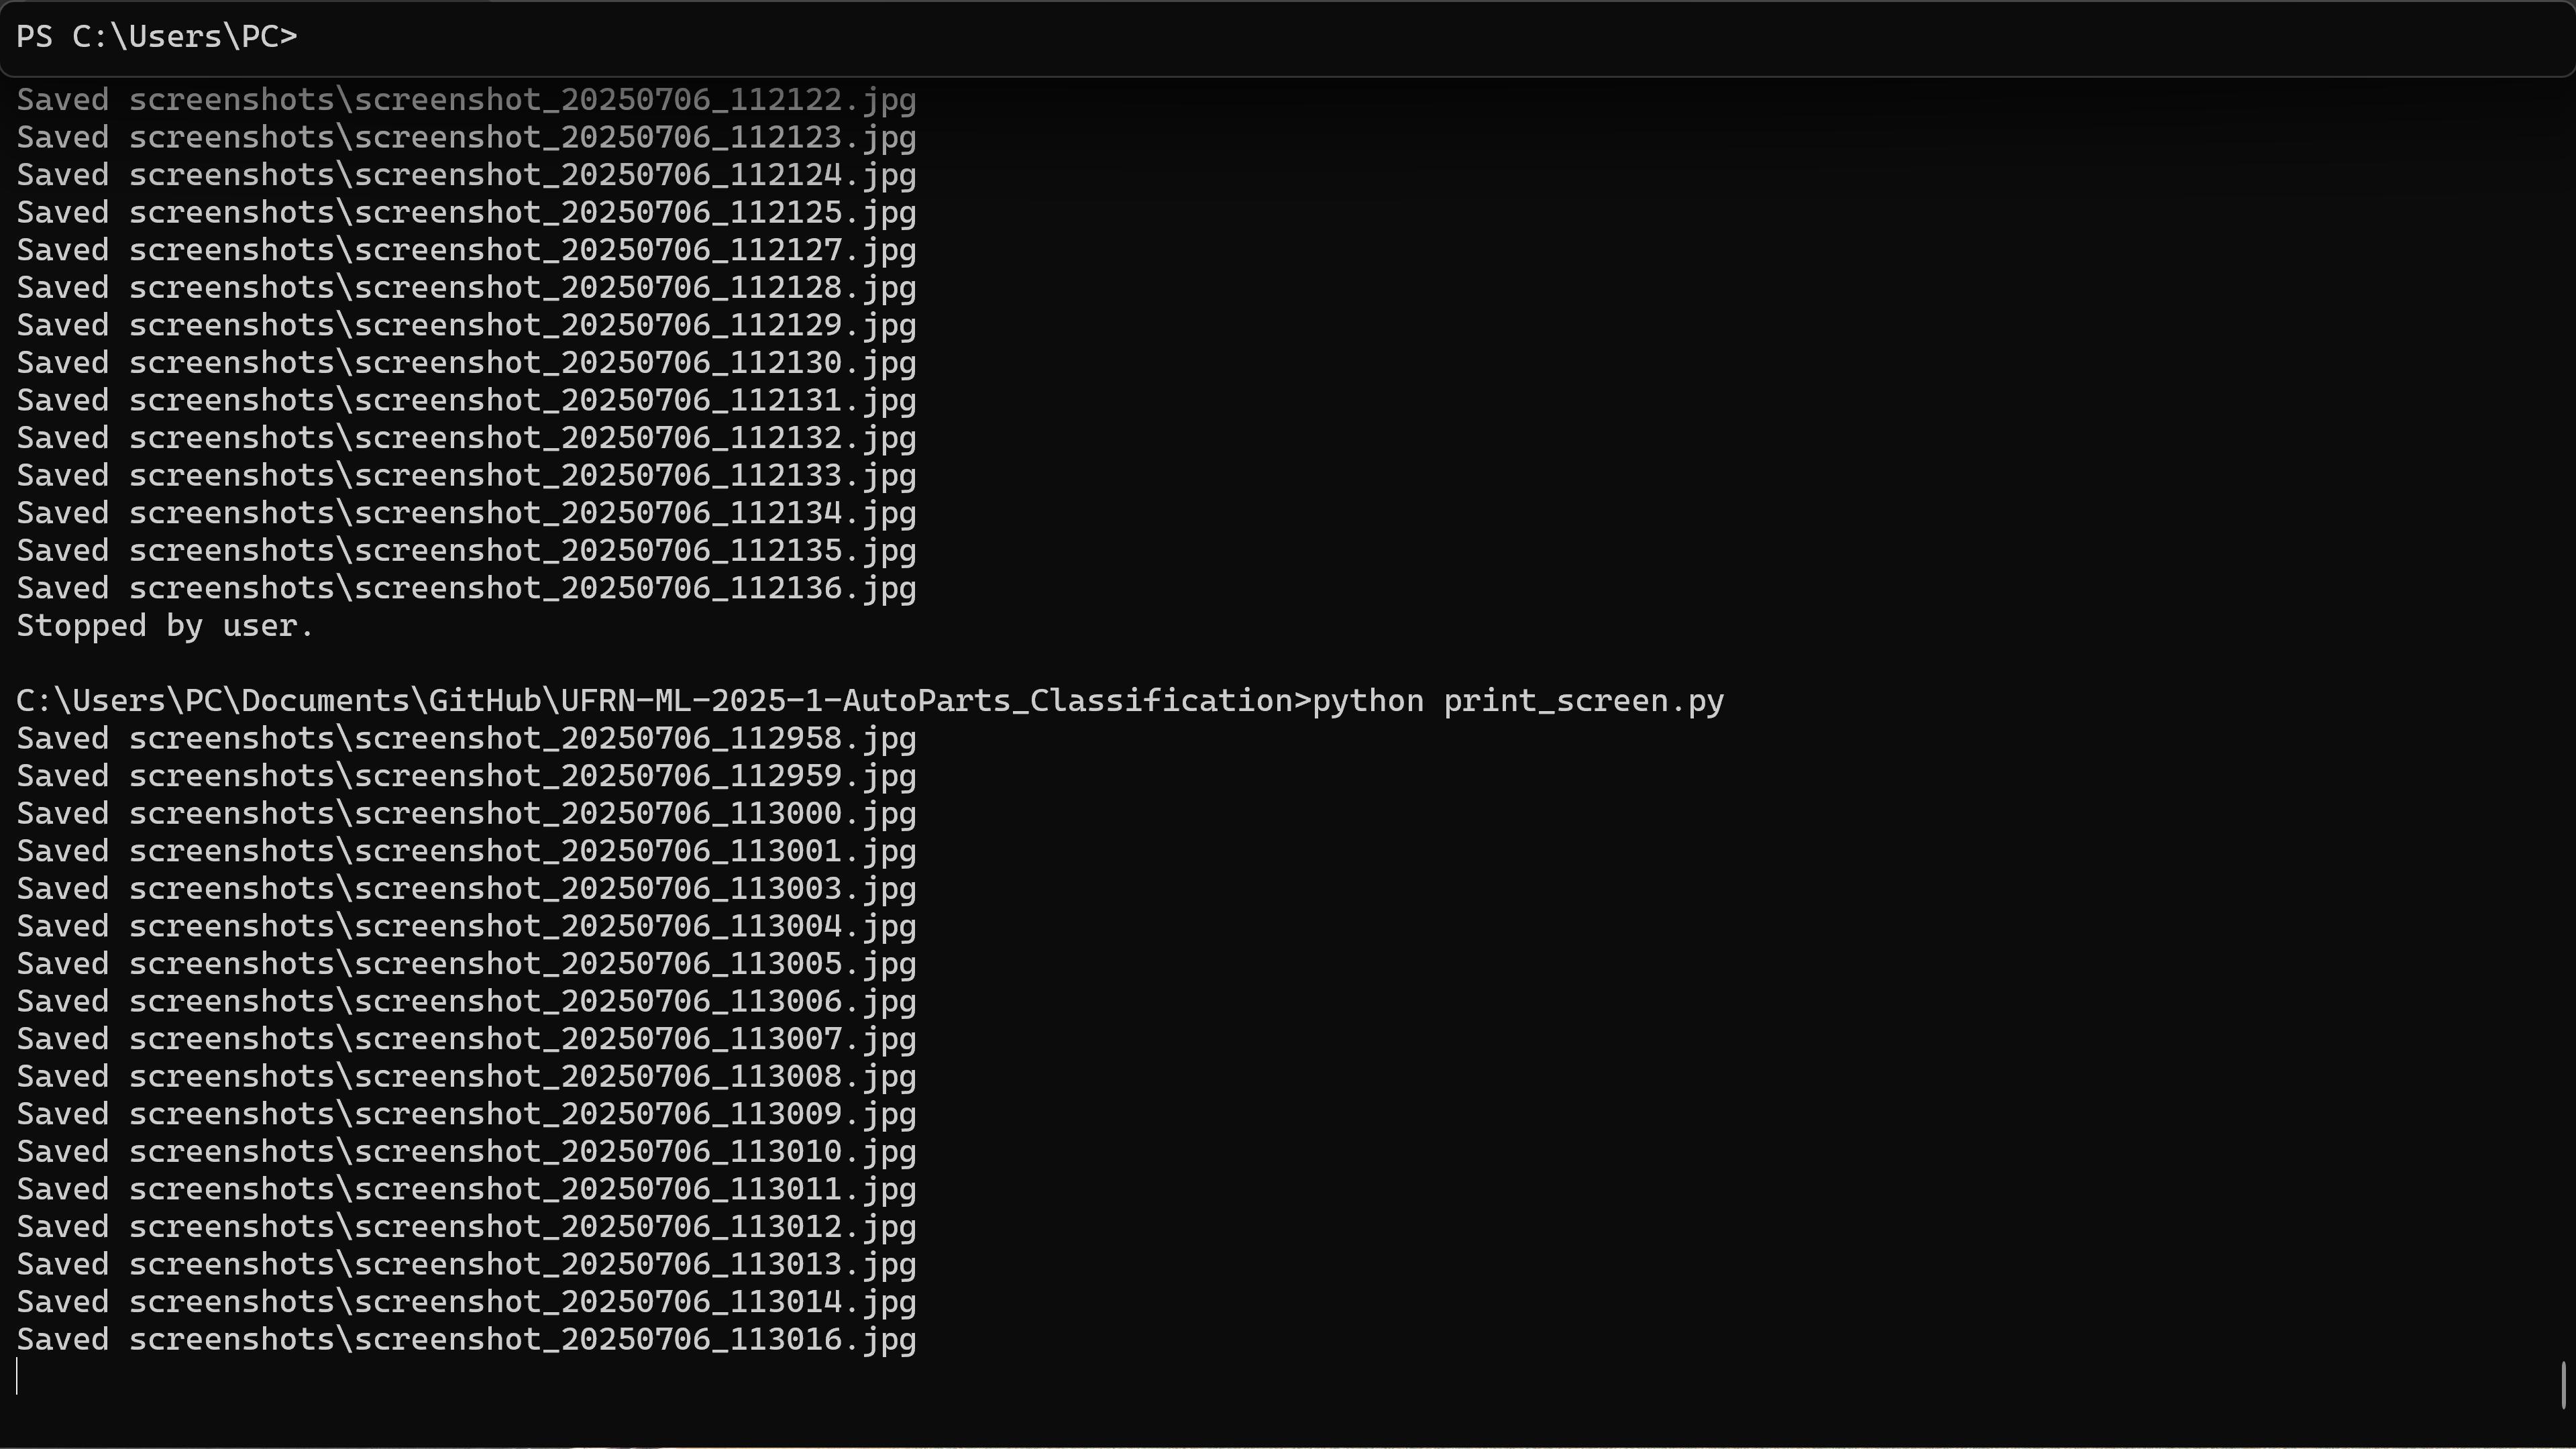 PS C:\Users\PC>
Saved screenshots\screenshot_20250706_112122.jpg
Saved screenshots\screenshot_20250706_112123.jpg
Saved screenshots\screenshot_20250706_112124.jpg
Saved screenshots\screenshot_20250706_112125.jpg
Saved screenshots\screenshot_20250706_112127.jpg
Saved screenshots\screenshot_20250706_112128.jpg
Saved screenshots\screenshot_20250706_112129.jpg
Saved screenshots\screenshot_20250706_112130.jpg
Saved screenshots\screenshot_20250706_112131.jpg
Saved screenshots\screenshot_20250706_112132.jpg
Saved screenshots\screenshot_20250706_112133.jpg
Saved screenshots\screenshot_20250706_112134.jpg
Saved screenshots\screenshot_20250706_112135.jpg
Saved screenshots\screenshot_20250706_112136.jpg
Stopped by user.
C:\Users\PC\Documents\GitHub\UFRN-ML-2025-1-AutoParts_Classification>python print_screen.py
Saved screenshots\screenshot_20250706_112958.jpg
Saved screenshots\screenshot_20250706_112959.jpg
Saved screenshots\screenshot_20250706_113000.jpg
Saved screenshots\screenshot_20250706_113001.jpg
Saved screenshots\screenshot_20250706_113003.jpg
Saved screenshots\screenshot_20250706_113004.jpg
Saved screenshots\screenshot_20250706_113005.jpg
Saved screenshots\screenshot_20250706_113006.jpg
Saved screenshots\screenshot_20250706_113007.jpg
Saved screenshots\screenshot_20250706_113008.jpg
Saved screenshots\screenshot_20250706_113009.jpg
Saved screenshots\screenshot_20250706_113010.jpg
Saved screenshots\screenshot_20250706_113011.jpg
Saved screenshots\screenshot_20250706_113012.jpg
Saved screenshots\screenshot_20250706_113013.jpg
Saved screenshots\screenshot_20250706_113014.jpg
Saved screenshots\screenshot_20250706_113016.jpg